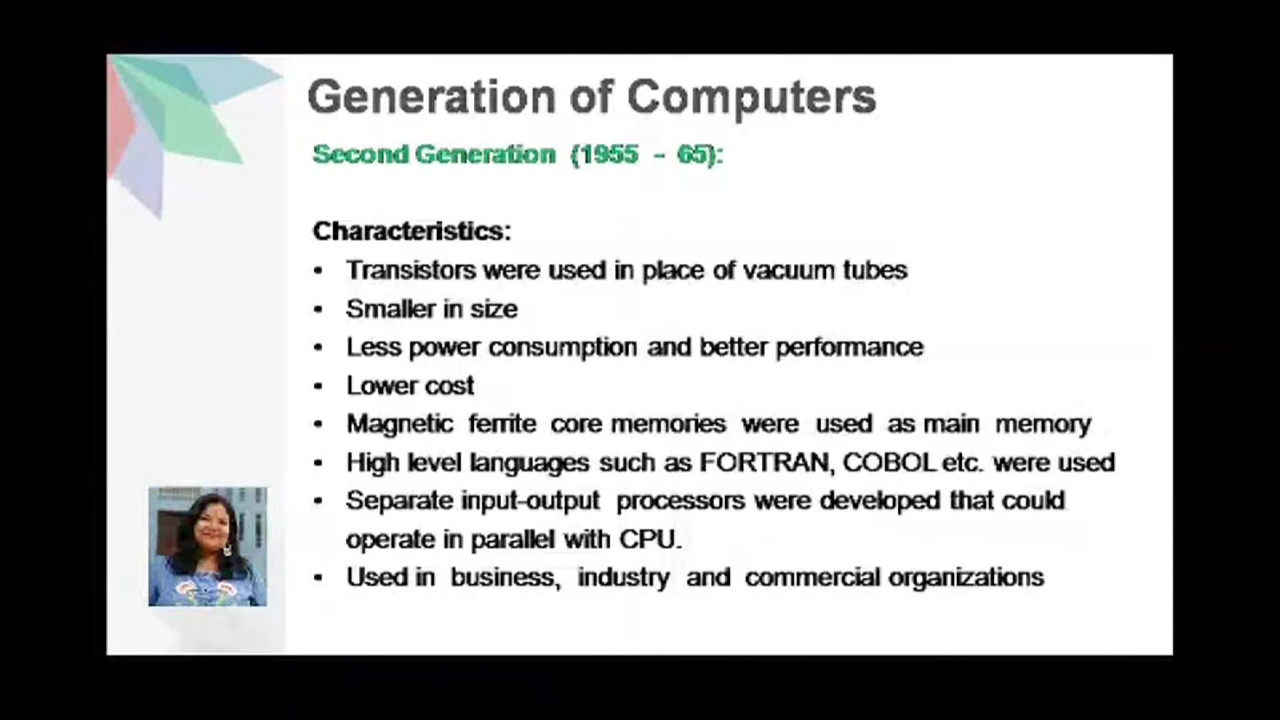 Generation of Computers
Second Generation (1955 - 65):
Characteristics:
• Transistors were used in place of vacuum tubes
• Smaller in size
• Less power consumption and better performance
• Lower cost
• Magnetic ferrite core memories were used as main memory
• High level languages such as FORTRAN, COBOL etc. were used
• Separate input-output processors were developed that could
operate in parallel with CPU.
• Used in business, industry and commercial organizations